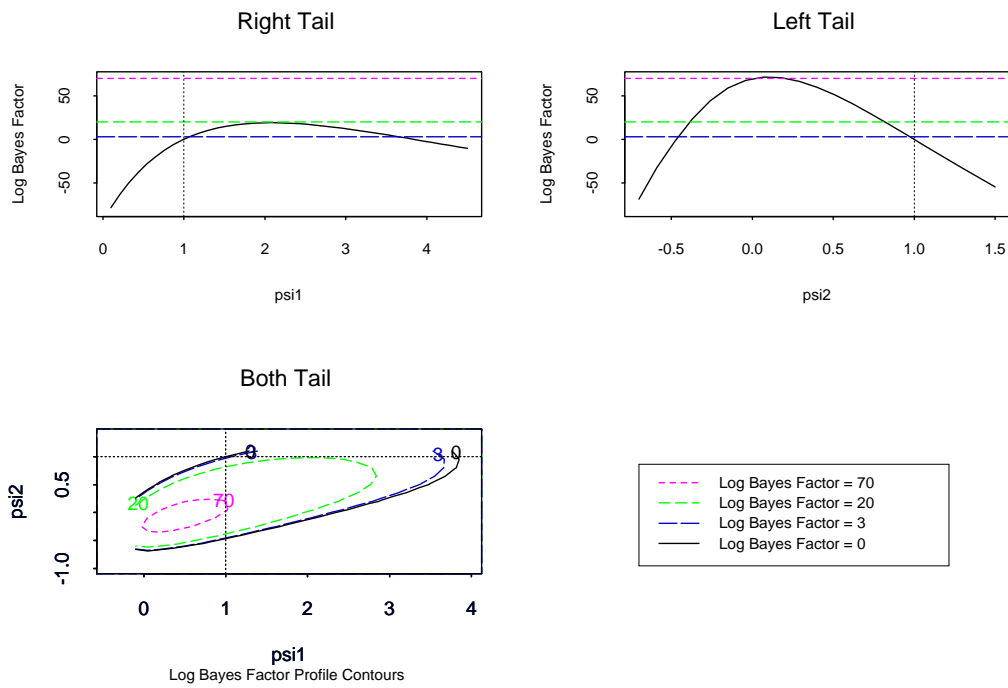 Right Tail
Log Bayes Factor
50
0
-50
0 1 2 3 4
psi1
Left Tail
Log Bayes Factor
50
0
-50
-0.5 0.0 0.5 1.0 1.5
psi2
Both Tail
psi2
0.5
-1.0
0 3 0
20
70
0 1 2 3 4
psi1
Log Bayes Factor Profile Contours
Log Bayes Factor = 70
Log Bayes Factor = 20
Log Bayes Factor = 3
Log Bayes Factor = 0